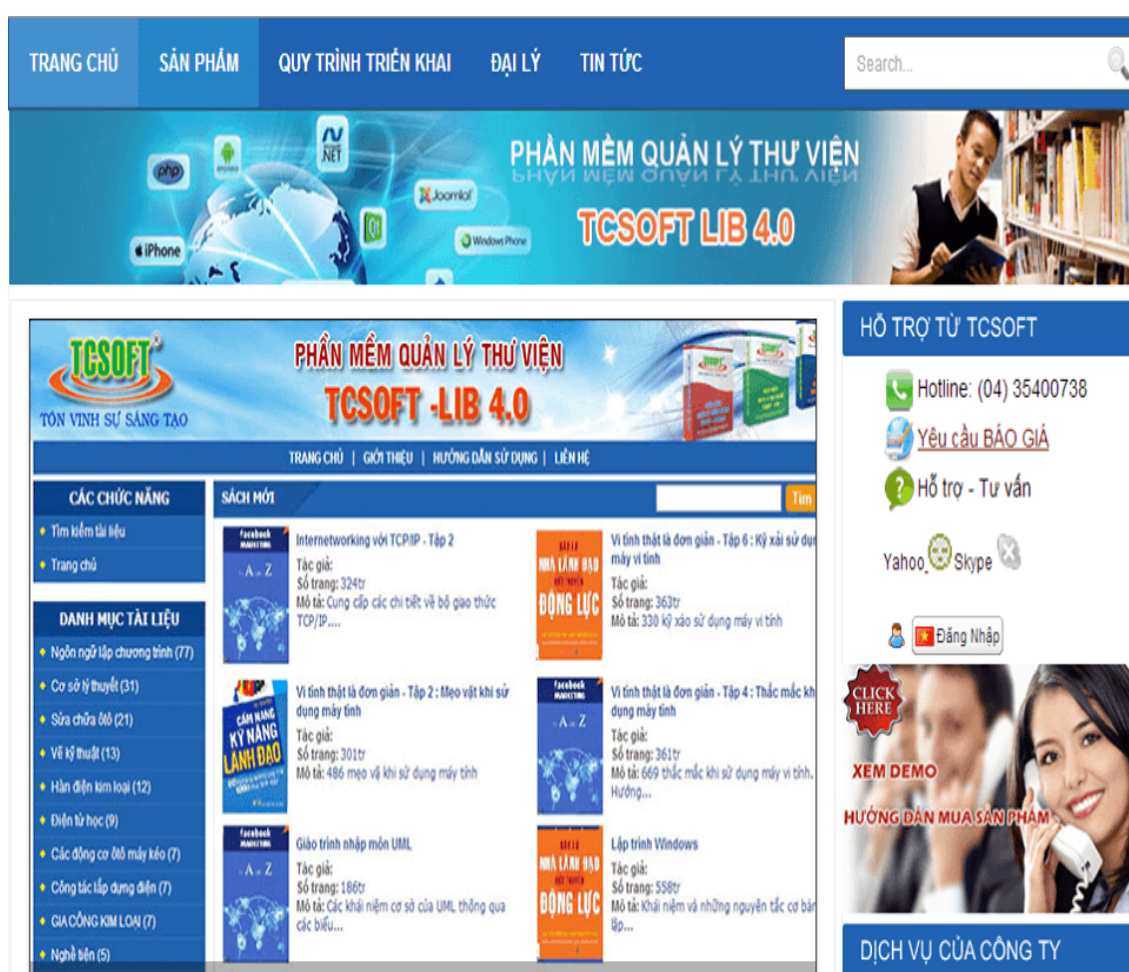 TRANG CHỦ
SẢN PHẨM
QUY TRÌNH TRIỂN KHAI
ĐẠI LÝ
TIN TỨC
Search...
php
.NET
Joomla!
iPhone
Windows Phone
PHẦN MỀM QUẢN LÝ THƯ VIỆN
TCSOFT LIB 4.0
TCSOFT
TÔN VINH SỰ SÁNG TẠO
PHẦN MỀM QUẢN LÝ THƯ VIỆN
TCSOFT -LIB 4.0
TRANG CHỦ | GIỚI THIỆU | HƯỚNG DẪN SỬ DỤNG | LIÊN HỆ
CÁC CHỨC NĂNG
Tìm kiếm tài liệu
Trang chủ
DANH MỤC TÀI LIỆU
Ngôn ngữ lập chương trình (77)
Cơ sở lý thuyết (31)
Sửa chữa ôtô (21)
Vẽ kỹ thuật (13)
Hàn điện kim loại (12)
Điện tử học (9)
Các động cơ ôtô máy kéo (7)
Công tác lắp dựng điện (7)
GIA CÔNG KIM LOẠI (7)
Nghề tiện (5)
SÁCH MỚI
Tìm
facebook
MARKETING
A Z
Internetworking với TCP/IP - Tập 2
Tác giả:
Số trang: 324tr
Mô tả: Cung cấp các chi tiết về bộ giao thức
TCP/IP....
NHÀ LÃNH ĐẠO
ĐỘNG LỰC
Vi tính thật là đơn giản - Tập 6 : Kỹ xải sử dụn
máy vi tính
Tác giả:
Số trang: 363tr
Mô tả: 330 kỹ xảo sử dụng máy vi tính
CẨM NANG
KỸ NĂNG
LÃNH ĐẠO
Vi tính thật là đơn giản - Tập 2 : Mẹo vặt khi sử
dụng máy tính
Tác giả:
Số trang: 301tr
Mô tả: 486 mẹo vặ khi sử dụng máy tính
facebook
MARKETING
A Z
Vi tính thật là đơn giản - Tập 4 : Thắc mắc kh
dụng máy tính
Tác giả:
Số trang: 361tr
Mô tả: 669 thắc mắc khi sử dụng máy vi tính.
Hướng...
facebook
MARKETING
A Z
Giáo trình nhập môn UML
Tác giả:
Số trang: 186tr
Mô tả: Các khái niệm cơ sở của UML thông qua
các biểu...
NHÀ LÃNH ĐẠO
ĐỘNG LỰC
Lập trình Windows
Tác giả:
Số trang: 558tr
Mô tả: Khái niệm và những nguyên tắc cơ bản
lập...
HỖ TRỢ TỪ TCSOFT
Hotline: (04) 35400738
Yêu cầu BÁO GIÁ
Hỗ trợ - Tư vấn
Yahoo Skype
Đăng Nhập
CLICK
HERE
XEM DEMO
HƯỚNG DẪN MUA SẢN PHẨM
DỊCH VỤ CỦA CÔNG TY